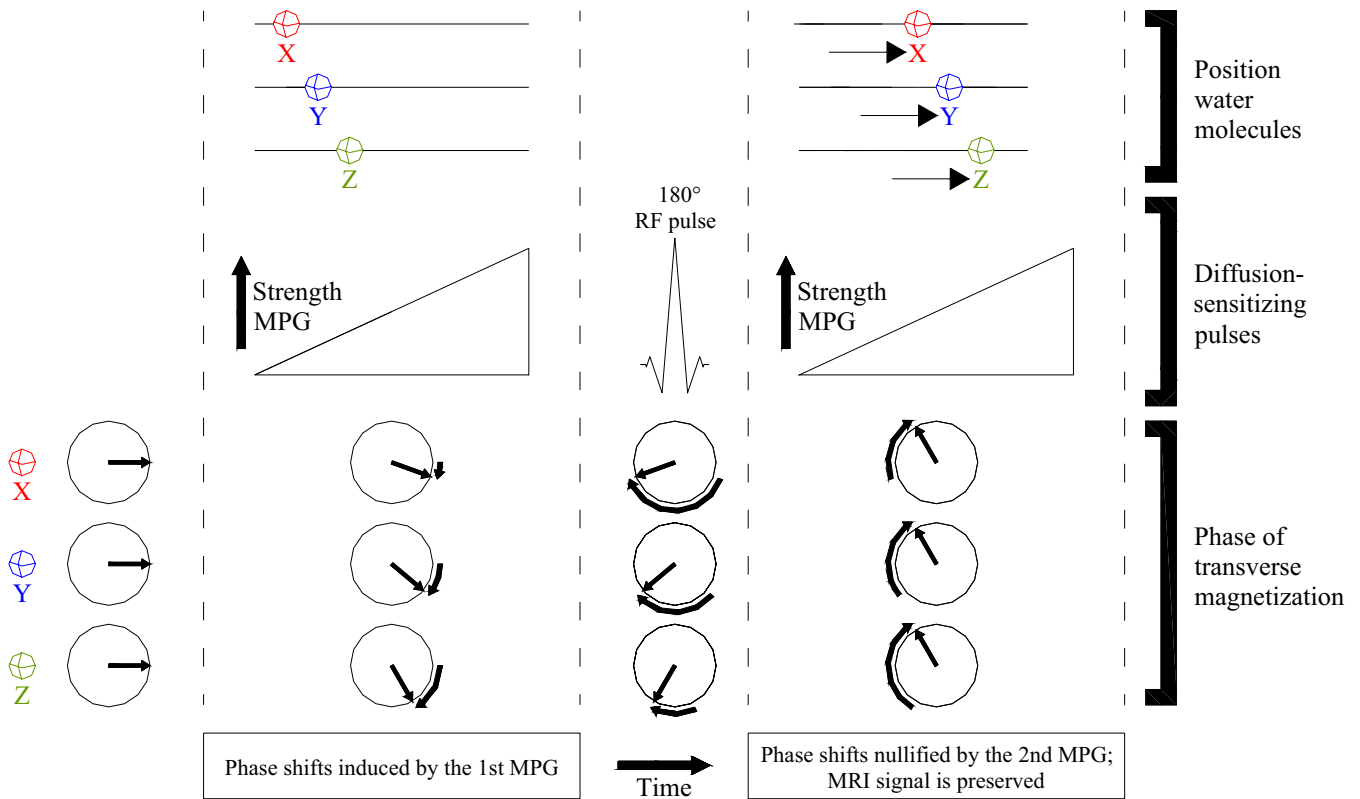 X
Y
Z
X
Y
Z
Position
water
molecules
180°
RF pulse
Strength
MPG
Strength
MPG
Diffusion-
sensitizing
pulses
X
Y
Z
Phase of
transverse
magnetization
Phase shifts induced by the 1st MPG
Time
Phase shifts nullified by the 2nd MPG;
MRI signal is preserved